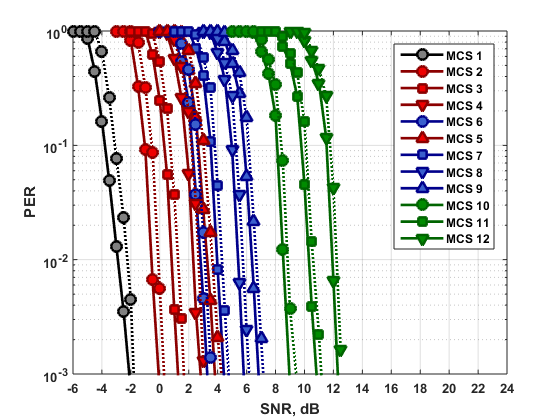 10⁰
10⁻¹
10⁻²
10⁻³
PER
-6 -4 -2 0 2 4 6 8 10 12 14 16 18 20 22 24
SNR, dB
MCS 1
MCS 2
MCS 3
MCS 4
MCS 6
MCS 5
MCS 7
MCS 8
MCS 9
MCS 10
MCS 11
MCS 12